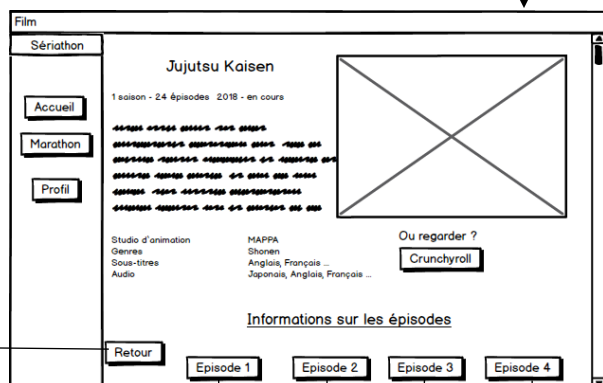 Film
Sériathon
Accueil
Marathon
Profil
Jujutsu Kaisen
1 saison - 24 épisodes 2018 - en cours
Studio d'animation MAPPA
Genres Shonen
Sous-titres Anglais, Français ...
Audio Japonais, Anglais, Français ...
Ou regarder ?
Crunchyroll
Informations sur les épisodes
Retour
Episode 1 Episode 2 Episode 3 Episode 4